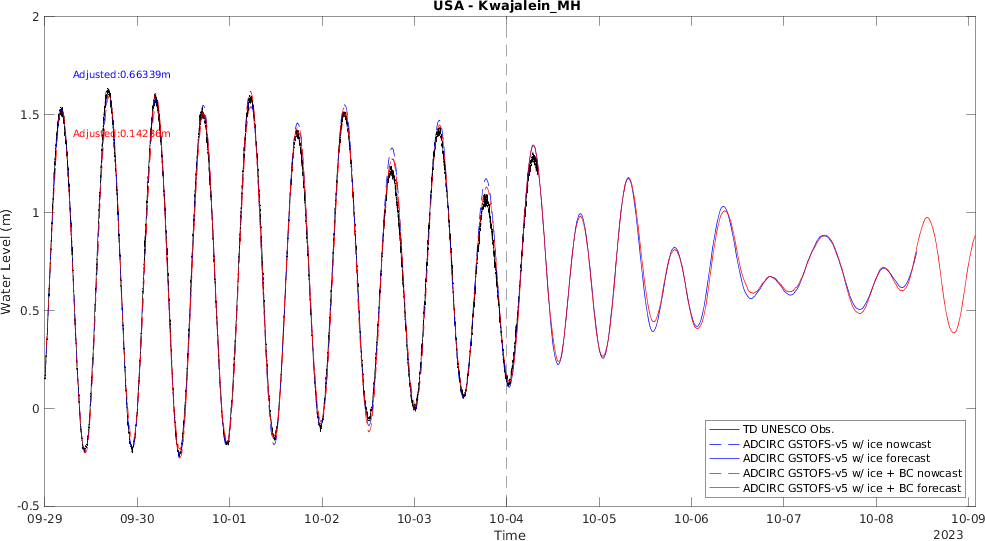 USA - Kwajalein_MH
2
1.5
1
0.5
0
-0.5
Water Level (m)
Adjusted:0.66339m
Adjusted:0.14286m
TD UNESCO Obs.
ADCIRC GSTOFS-v5 w/ ice nowcast
ADCIRC GSTOFS-v5 w/ ice forecast
ADCIRC GSTOFS-v5 w/ ice + BC nowcast
ADCIRC GSTOFS-v5 w/ ice + BC forecast
09-29 09-30 10-01 10-02 10-03 10-04 10-05 10-06 10-07 10-08 10-09
Time
2023